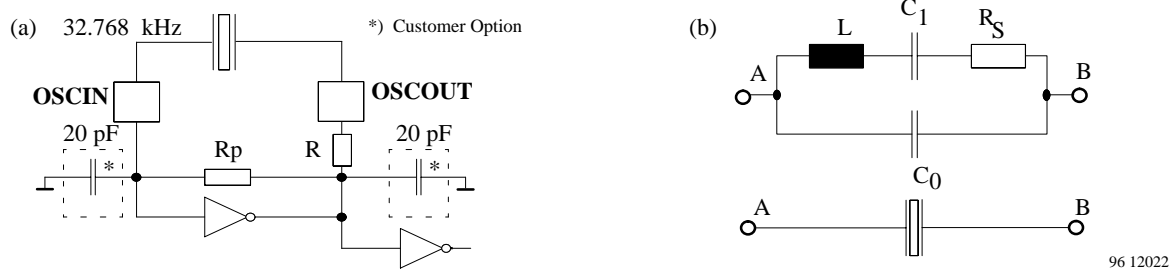 (a) 32.768 kHz
*) Customer Option
OSCIN
OSCOUT
20 pF
*
Rp
R
20 pF
*
(b)
L
C1
RS
A
B
C0
A
B
96 12022